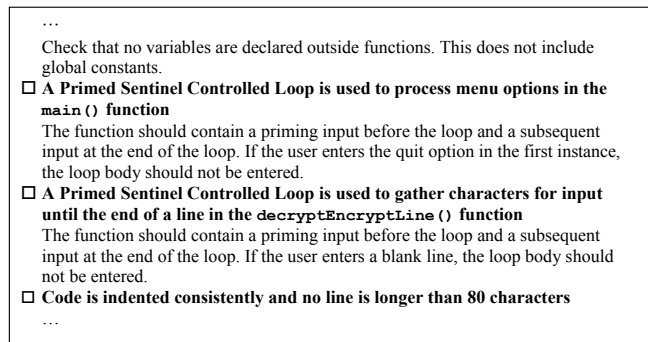 …
Check that no variables are declared outside functions. This does not include
global constants.
☐ A Primed Sentinel Controlled Loop is used to process menu options in the
main() function
The function should contain a priming input before the loop and a subsequent
input at the end of the loop. If the user enters the quit option in the first instance,
the loop body should not be entered.
☐ A Primed Sentinel Controlled Loop is used to gather characters for input
until the end of a line in the decryptEncryptLine() function
The function should contain a priming input before the loop and a subsequent
input at the end of the loop. If the user enters a blank line, the loop body should
not be entered.
☐ Code is indented consistently and no line is longer than 80 characters
…